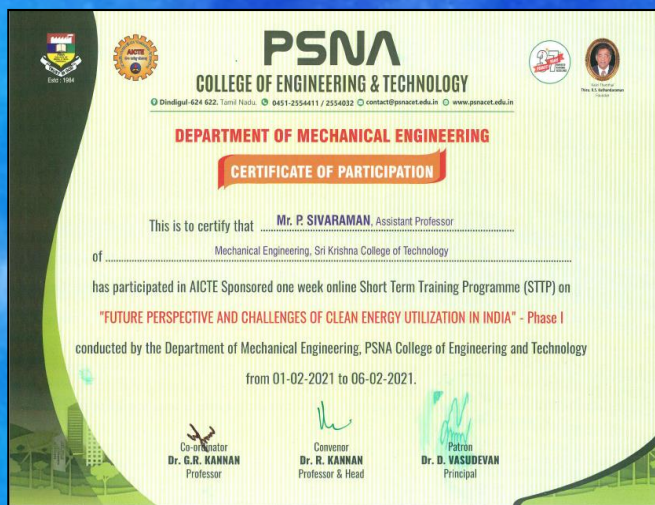 PSNA
COLLEGE OF ENGINEERING & TECHNOLOGY
Dindigul-624 622. Tamil Nadu. 0451-2554411 / 2554032 contact@psnacet.edu.in www.psnacet.edu.in
Estd : 1984
AICTE
37
DEPARTMENT OF MECHANICAL ENGINEERING
CERTIFICATE OF PARTICIPATION
This is to certify that Mr. P. SIVARAMAN, Assistant Professor
of Mechanical Engineering, Sri Krishna College of Technology
has participated in AICTE Sponsored one week online Short Term Training Programme (STTP) on
"FUTURE PERSPECTIVE AND CHALLENGES OF CLEAN ENERGY UTILIZATION IN INDIA" - Phase I
conducted by the Department of Mechanical Engineering, PSNA College of Engineering and Technology
from 01-02-2021 to 06-02-2021.
Co-ordinator
Dr. G.R. KANNAN
Professor
Convenor
Dr. R. KANNAN
Professor & Head
Patron
Dr. D. VASUDEVAN
Principal